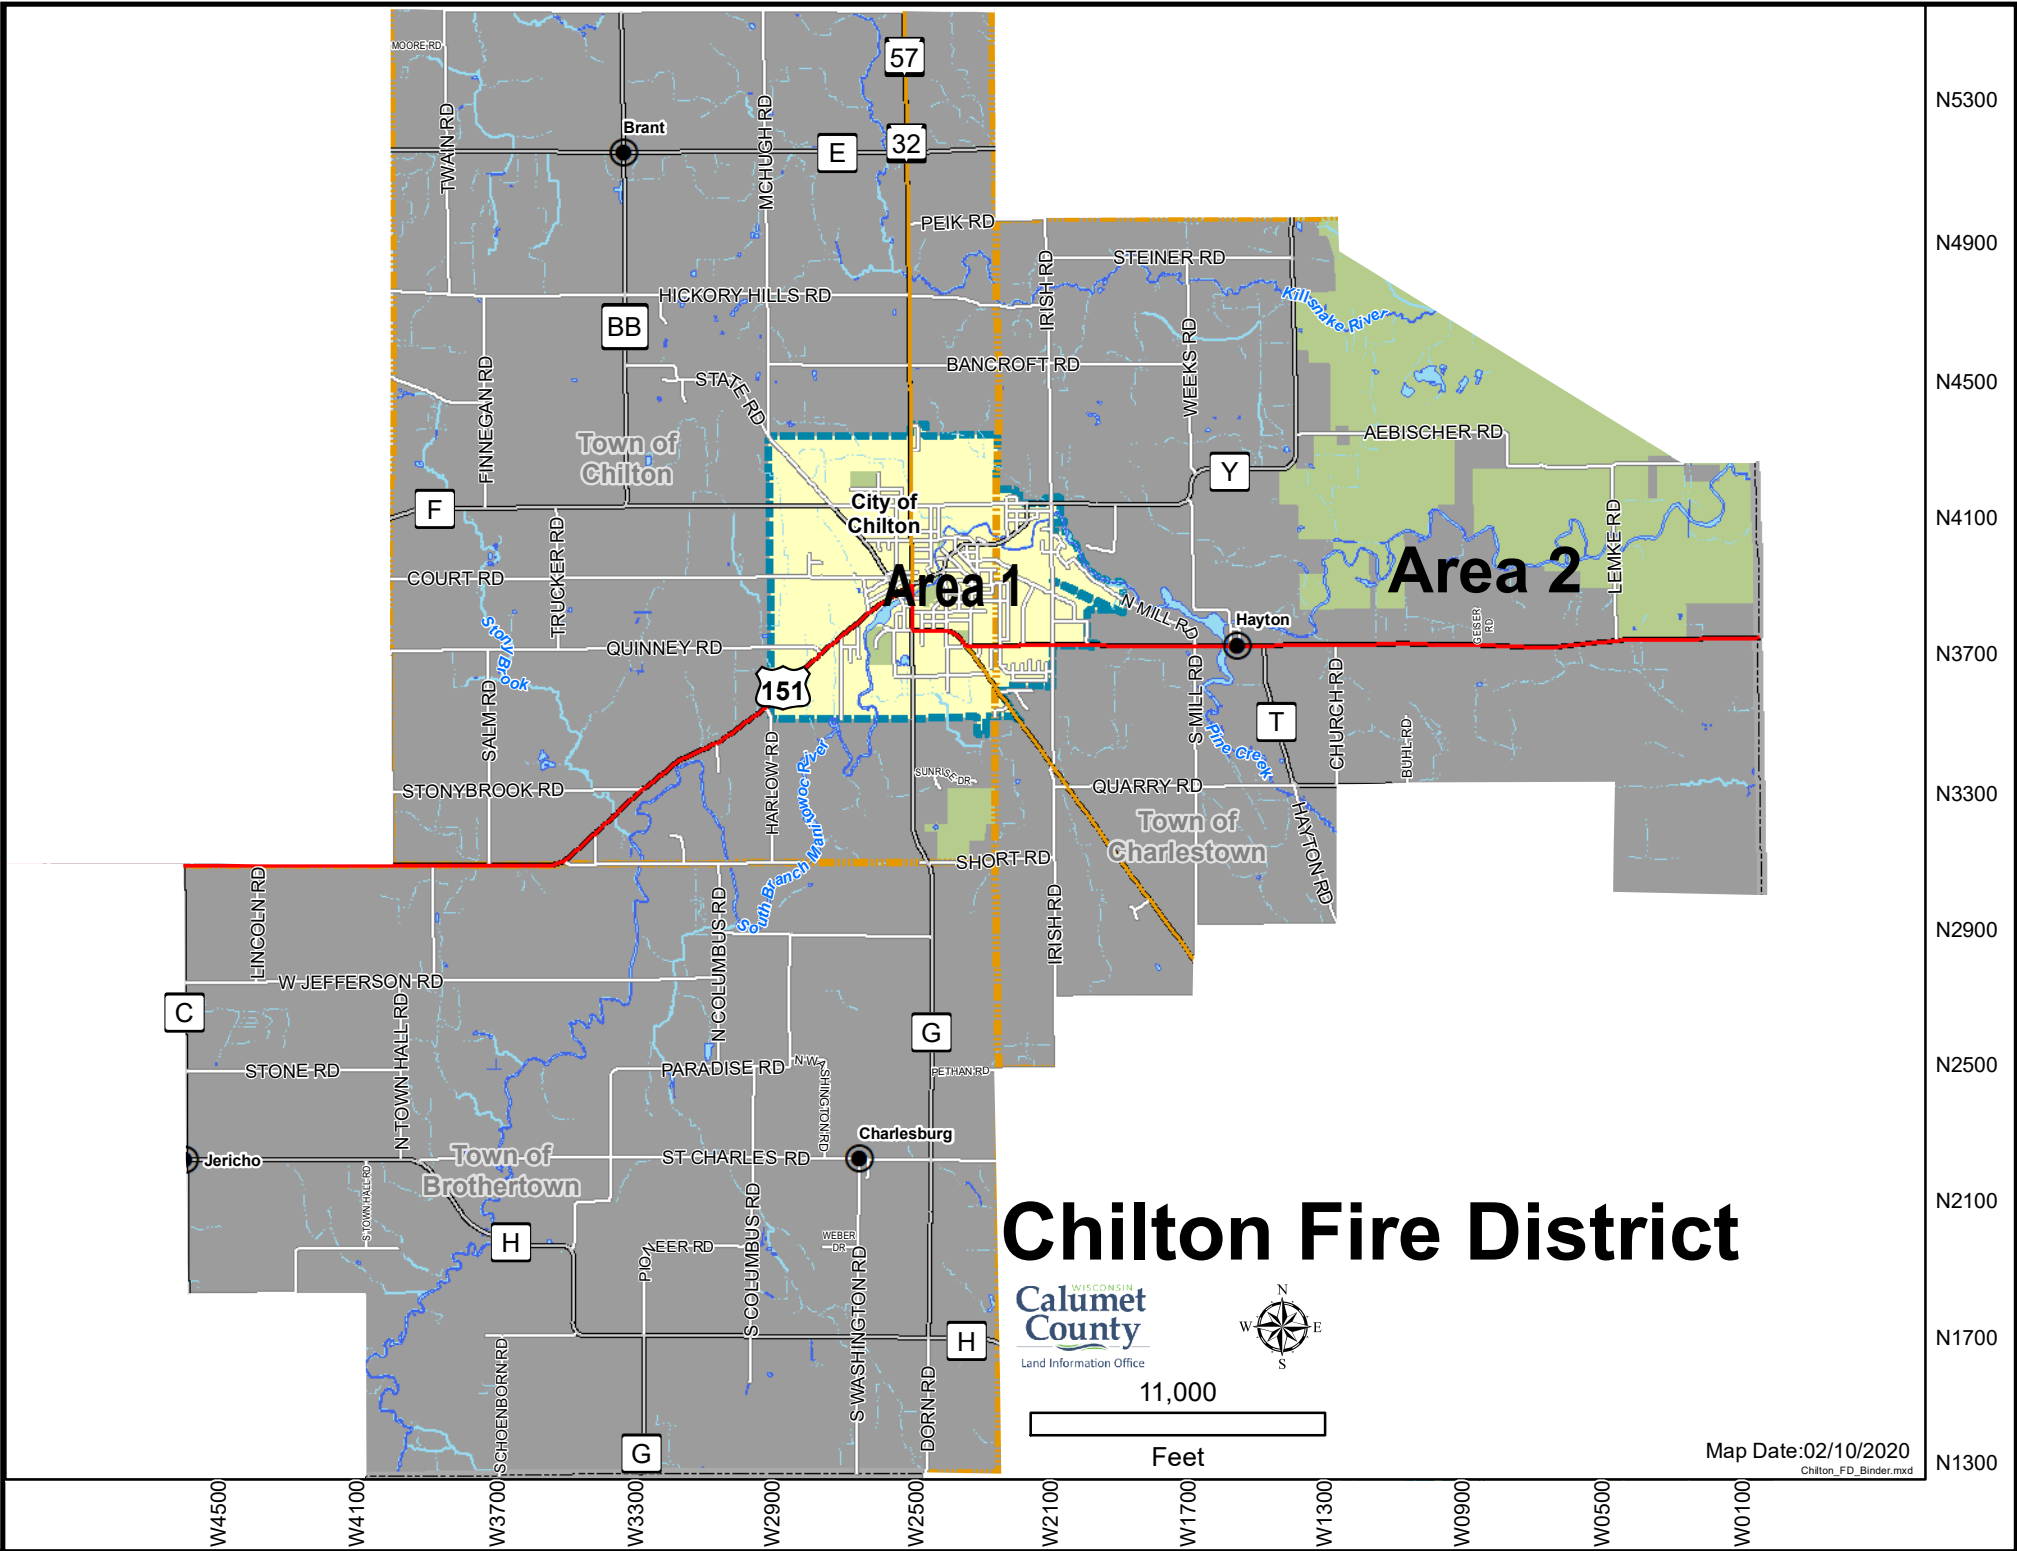 MOORE RD
57
N5300
TWAIN RD
MCHUGH RD
Brant
E
32
PEIK RD
N4900
IRISH RD
STEINER RD
Killsnake River
HICKORY HILLS RD
BB
WEEKS RD
FINNEGAN RD
STATE RD
BANCROFT RD
N4500
Town of
Chilton
AEBISCHER RD
Y
F
City of
Chilton
N4100
TRUCKER RD
LEMKE RD
COURT RD
Area 1
Area 2
N MILL RD
Hayton
GEISER
RD
Stony Brook
QUINNEY RD
N3700
151
SALM RD
S MILL RD
T
CHURCH RD
BUHL RD
Pine Creek
HARLOW RD
South Branch Manitowoc River
SUNRISE DR
STONYBROOK RD
QUARRY RD
N3300
HAYTON RD
Town of
Charlestown
SHORT RD
LINCOLN RD
N COLUMBUS RD
IRISH RD
N2900
W JEFFERSON RD
C
N TOWN HALL RD
G
STONE RD
PARADISE RD
N WASHINGTON RD
PETHAN RD
N2500
Charlesburg
Jericho
Town of
Brothertown
ST CHARLES RD
S TOWN HALL RD
N2100
H
PIONEER RD
S COLUMBUS RD
WEBER
DR
S WASHINGTON RD
Chilton Fire District
WISCONSIN
Calumet
County
Land Information Office
N
W
E
S
H
N1700
SCHOENBORN RD
DORN RD
11,000
Feet
G
Map Date:02/10/2020
Chilton_FD_Binder.mxd
N1300
W4500
W4100
W3700
W3300
W2900
W2500
W2100
W1700
W1300
W0900
W0500
W0100